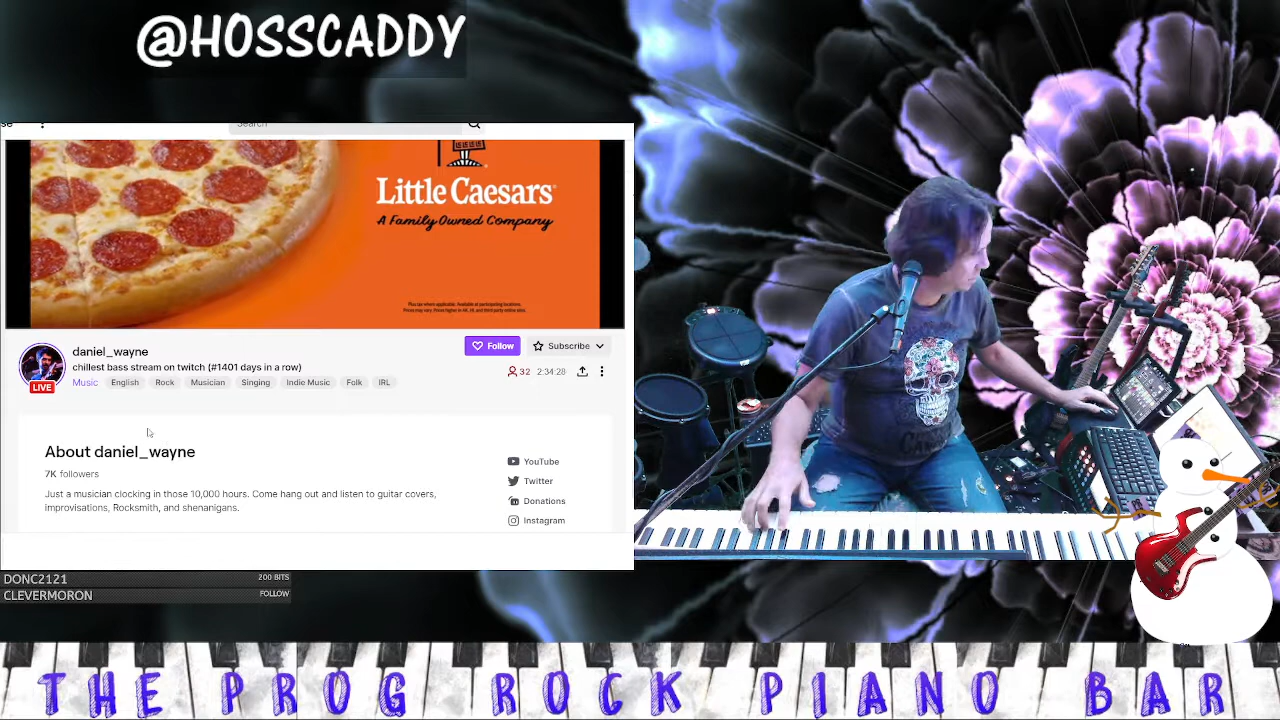 @HOSSCADDY
Search
Little Caesars
A Family Owned Company
daniel_wayne
chillest bass stream on twitch (#1401 days in a row)
Music English Rock Musician Singing Indie Music Folk IRL
LIVE
Follow
Subscribe
32 2:34:28
About daniel_wayne
7K followers
Just a musician clocking in those 10,000 hours. Come hang out and listen to guitar covers,
improvisations, Rocksmith, and shenanigans.
YouTube
Twitter
Donations
Instagram
DONC2121 200 BITS
CLEVERMORON FOLLOW
THE PROG ROCK PIANO BAR